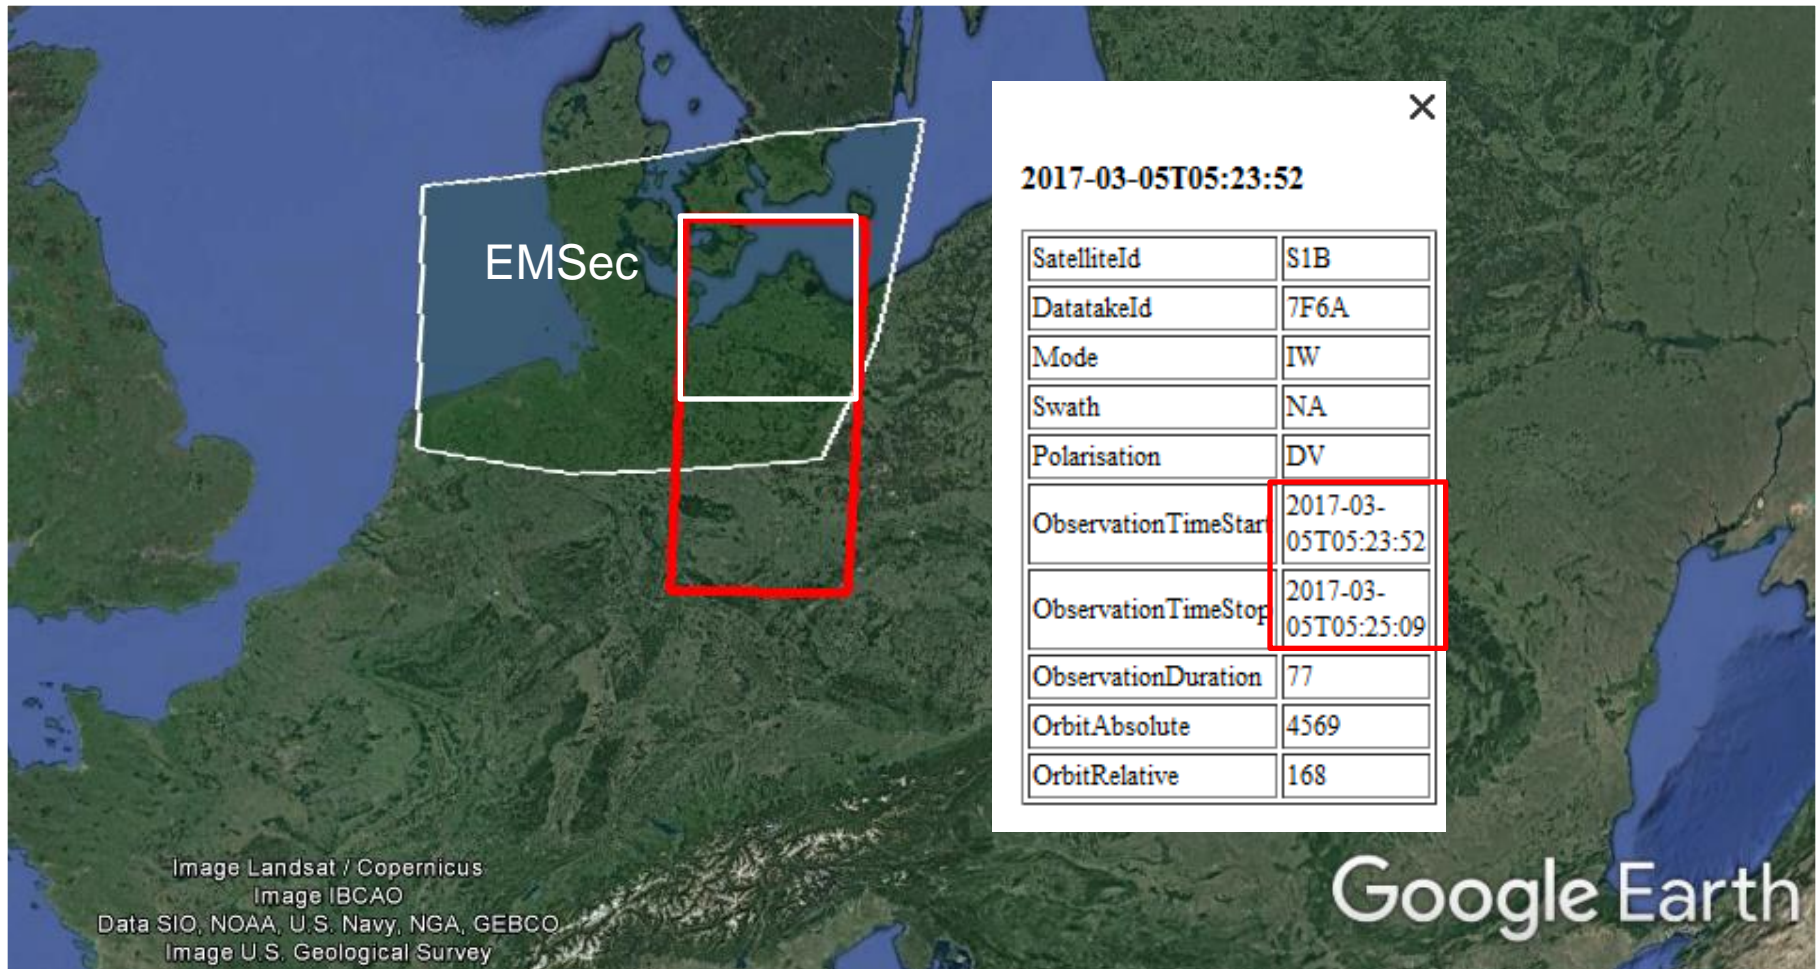 EMSec
×
2017-03-05T05:23:52
SatelliteId S1B
DatatakeId 7F6A
Mode IW
Swath NA
Polarisation DV
ObservationTimeStart 2017-03-
05T05:23:52
ObservationTimeStop 2017-03-
05T05:25:09
ObservationDuration 77
OrbitAbsolute 4569
OrbitRelative 168
Image Landsat / Copernicus
Image IBCAO
Data SIO, NOAA, U.S. Navy, NGA, GEBCO
Image U.S. Geological Survey
Google Earth